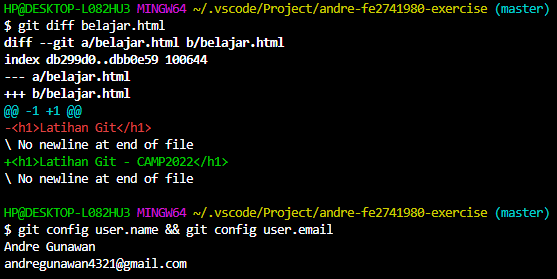 HP@DESKTOP-L082HU3 MINGW64 ~/.vscode/Project/andre-fe2741980-exercise (master)
$ git diff belajar.html
diff --git a/belajar.html b/belajar.html
index db299d0..dbb0e59 100644
--- a/belajar.html
+++ b/belajar.html
@@ -1 +1 @@
-<h1>Latihan Git</h1>
\ No newline at end of file
+<h1>Latihan Git - CAMP2022</h1>
\ No newline at end of file
HP@DESKTOP-L082HU3 MINGW64 ~/.vscode/Project/andre-fe2741980-exercise (master)
$ git config user.name && git config user.email
Andre Gunawan
andregunawan4321@gmail.com